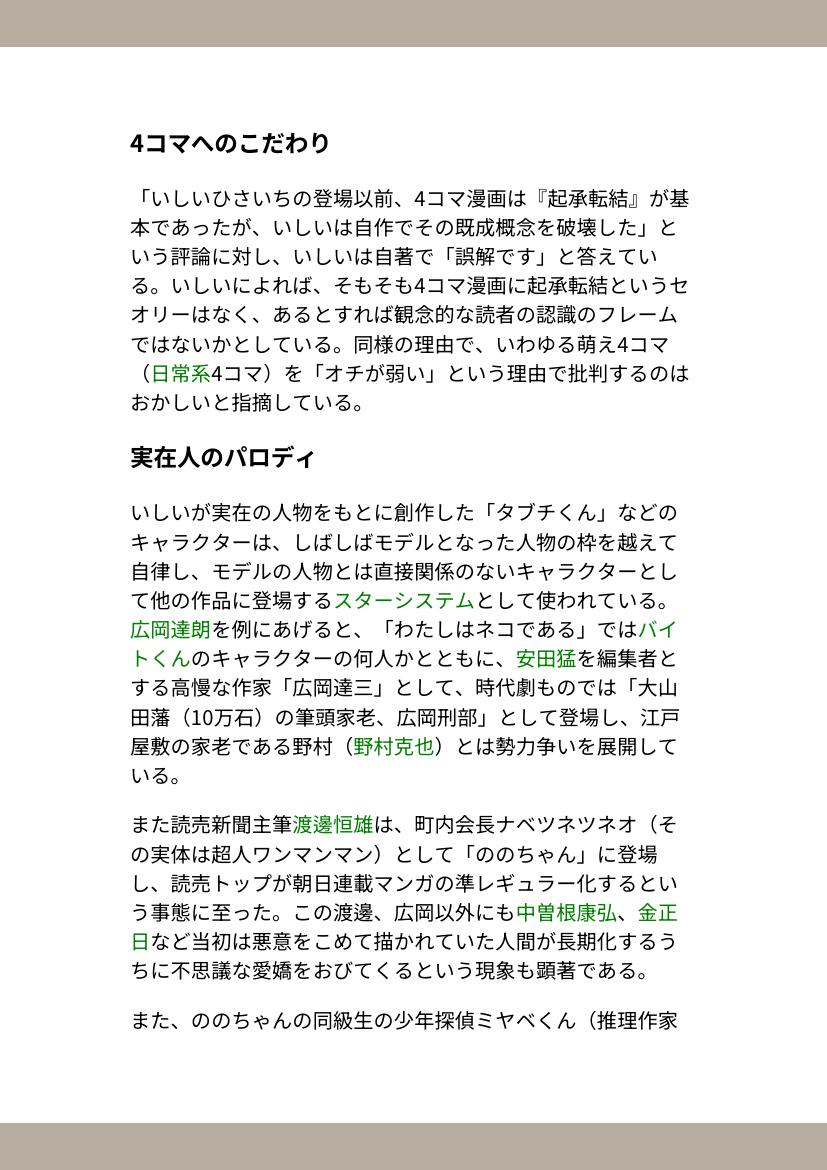 4コマへのこだわり
「いしいひさいちの登場以前、4コマ漫画は『起承転結』が基
本であったが、いしいは自作でその既成概念を破壊した」と
いう評論に対し、いしいは自著で「誤解です」と答えてい
る。いしいによれば、そもそも4コマ漫画に起承転結というセ
オリーはなく、あるとすれば観念的な読者の認識のフレーム
ではないかとしている。同様の理由で、いわゆる萌え4コマ
（日常系4コマ）を「オチが弱い」という理由で批判するのは
おかしいと指摘している。
実在人のパロディ
いしいが実在の人物をもとに創作した「タブチくん」などの
キャラクターは、しばしばモデルとなった人物の枠を越えて
自律し、モデルの人物とは直接関係のないキャラクターとし
て他の作品に登場するスターシステムとして使われている。
広岡達朗を例にあげると、「わたしはネコである」ではバイ
トくんのキャラクターの何人かとともに、安田猛を編集者と
する高慢な作家「広岡達三」として、時代劇ものでは「大山
田藩（10万石）の筆頭家老、広岡刑部」として登場し、江戸
屋敷の家老である野村（野村克也）とは勢力争いを展開して
いる。
また読売新聞主筆渡邊恒雄は、町内会長ナベツネツネオ（そ
の実体は超人ワンマンマン）として「ののちゃん」に登場
し、読売トップが朝日連載マンガの準レギュラー化するとい
う事態に至った。この渡邊、広岡以外にも中曽根康弘、金正
日など当初は悪意をこめて描かれていた人間が長期化するう
ちに不思議な愛嬌をおびてくるという現象も顕著である。
また、ののちゃんの同級生の少年探偵ミヤベくん（推理作家